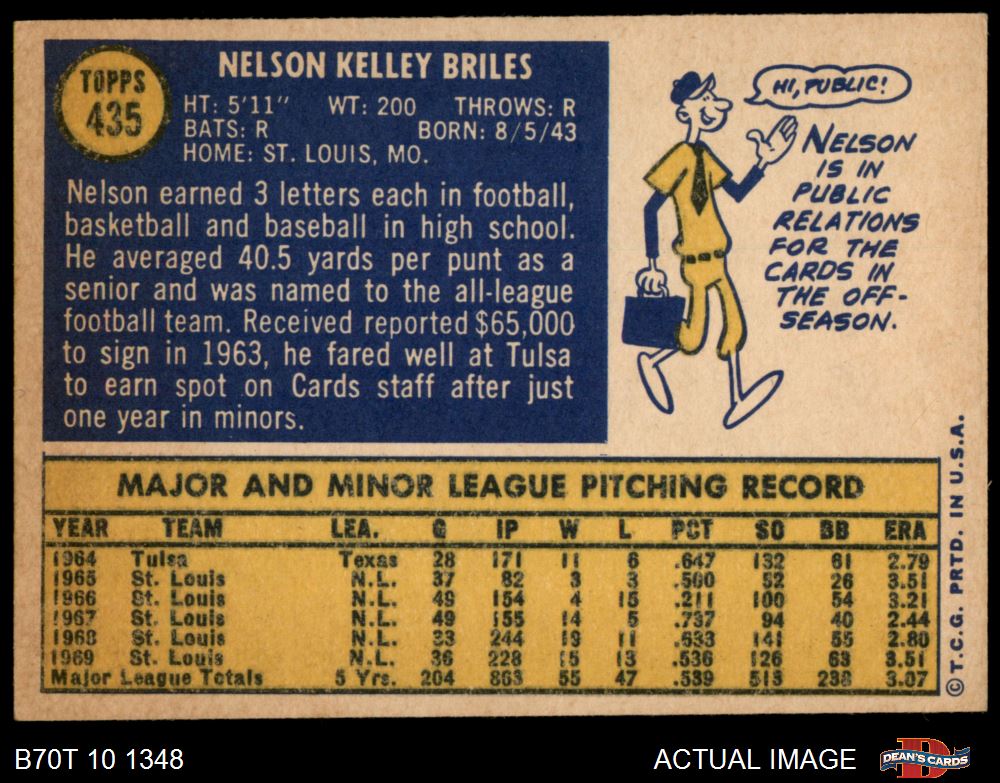 TOPPS
435
NELSON KELLEY BRILES
HT: 5'11" WT: 200 THROWS: R
BATS: R BORN: 8/5/43
HOME: ST. LOUIS, MO.
Nelson earned 3 letters each in football,
basketball and baseball in high school.
He averaged 40.5 yards per punt as a
senior and was named to the all-league
football team. Received reported $65,000
to sign in 1963, he fared well at Tulsa
to earn spot on Cards staff after just
one year in minors.
HI, PUBLIC!
NELSON
IS IN
PUBLIC
RELATIONS
FOR THE
CARDS IN
THE OFF-
SEASON.
MAJOR AND MINOR LEAGUE PITCHING RECORD
YEAR TEAM LEA. G IP W L PCT SO BB ERA
1964 Tulsa Texas 28 171 11 6 .647 132 61 2.79
1965 St. Louis N.L. 37 82 3 3 .500 52 26 3.51
1966 St. Louis N.L. 49 154 4 15 .211 100 54 3.21
1967 St. Louis N.L. 49 155 14 5 .737 94 40 2.44
1968 St. Louis N.L. 33 244 19 11 .633 141 55 2.80
1969 St. Louis N.L. 36 228 15 13 .536 126 63 3.51
Major League Totals 5 Yrs. 204 863 55 47 .539 513 238 3.07
© T.C.G. PRTD. IN U.S.A.
B70T 10 1348
ACTUAL IMAGE
DEAN'S CARDS